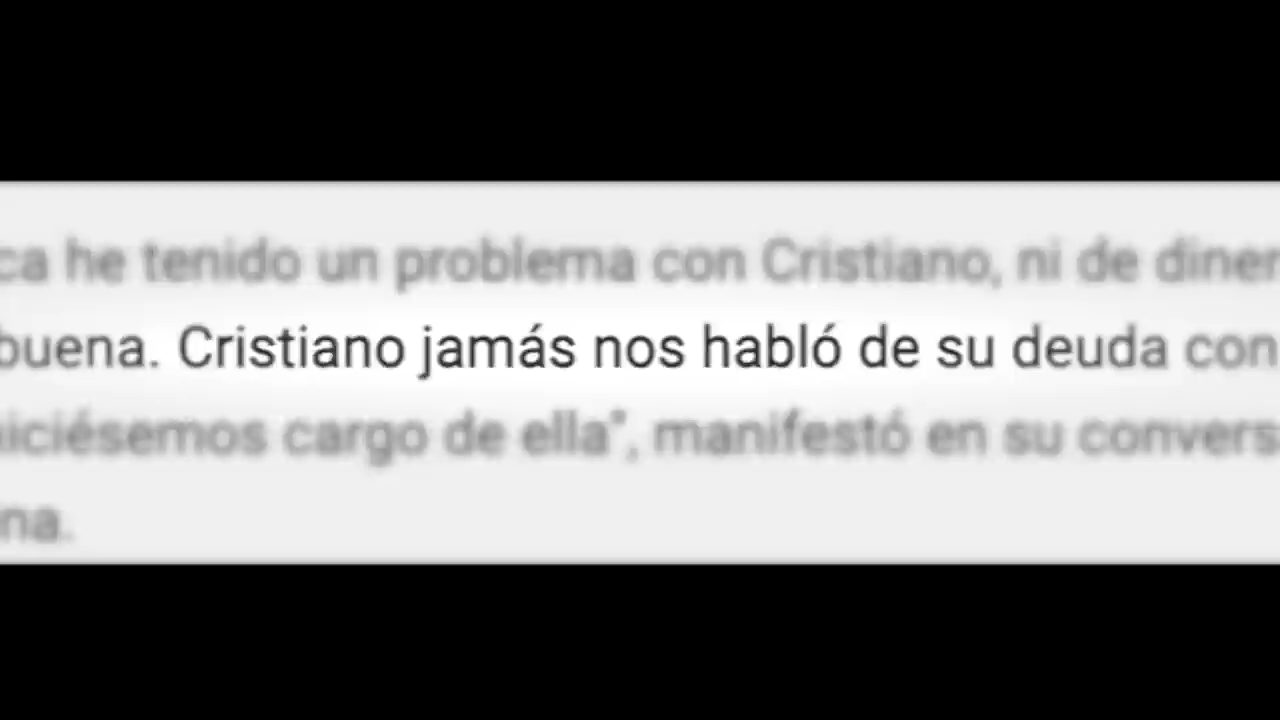 ca he tenido un problema con Cristiano, ni de diner
buena. Cristiano jamás nos habló de su deuda con
iciésemos cargo de ella", manifestó en su convers
na.